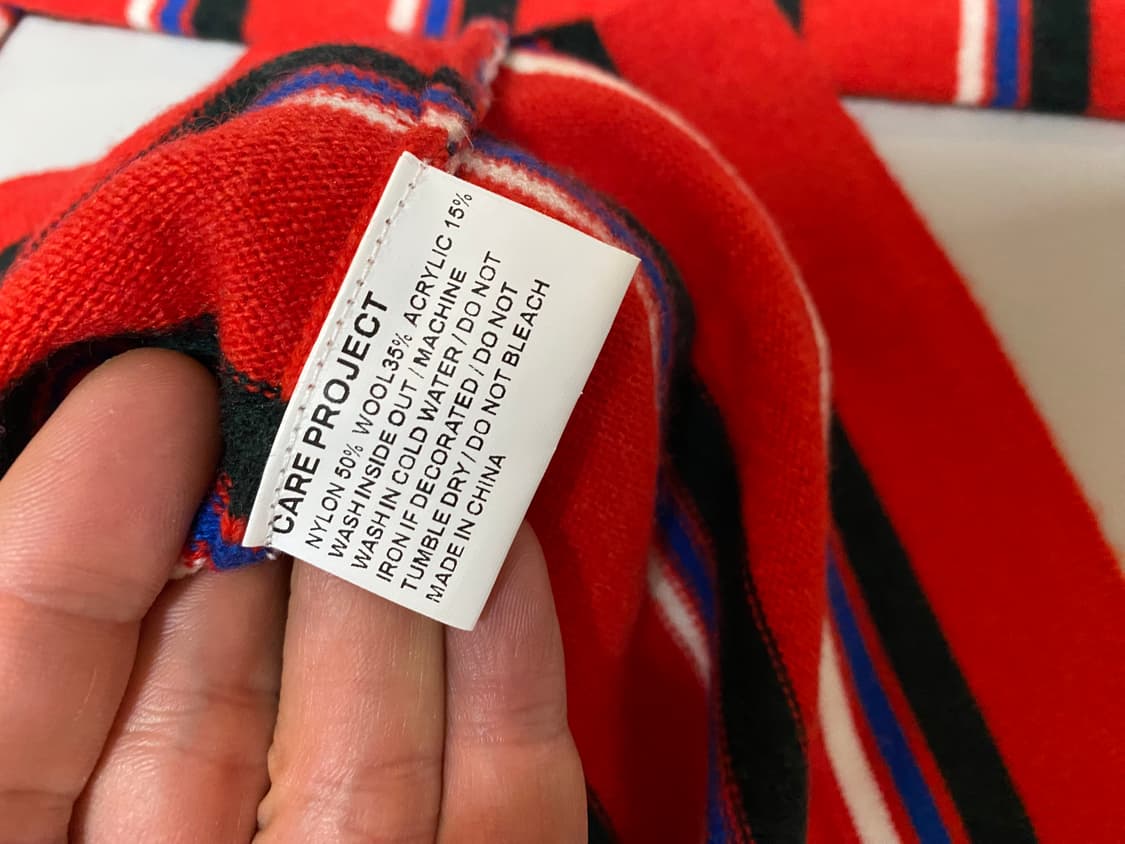 CARE PROJECT
NYLON 50% WOOL35% ACRYLIC 15%
WASH INSIDE OUT / MACHINE
WASH IN COLD WATER / DO NOT
IRON IF DECORATED / DO NOT
TUMBLE DRY / DO NOT BLEACH
MADE IN CHINA